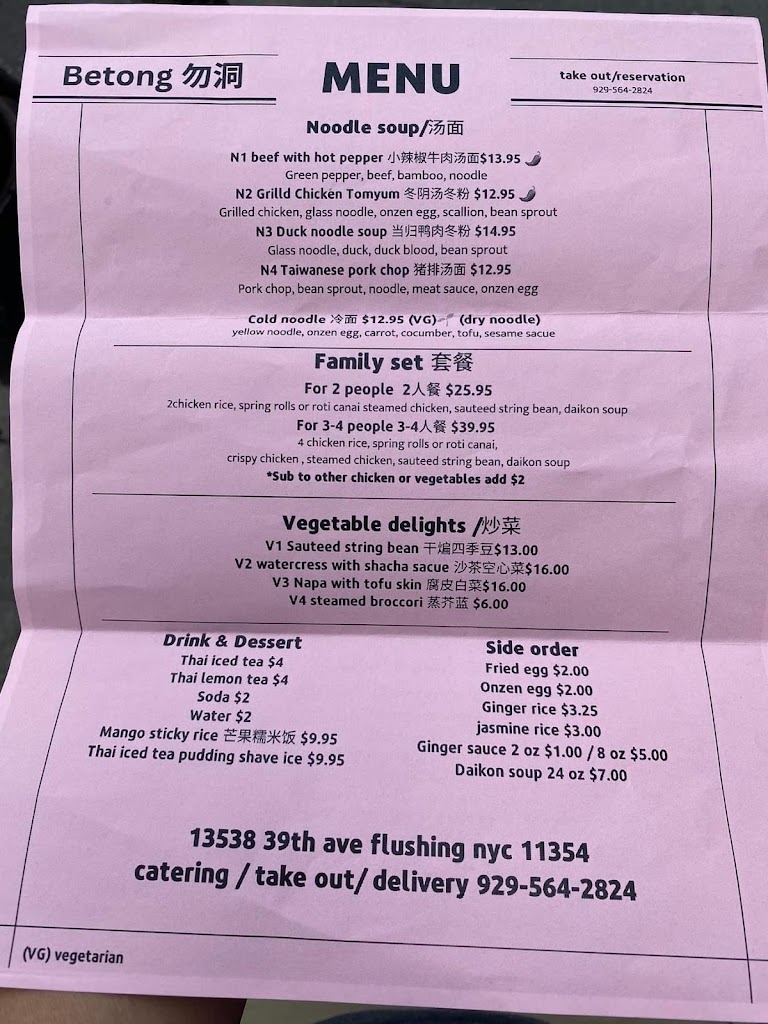 Betong 勿洞
MENU
take out/reservation
929-564-2824
Noodle soup/汤面
N1 beef with hot pepper 小辣椒牛肉汤面$13.95
Green pepper, beef, bamboo, noodle
N2 Grilld Chicken Tomyum 冬阴汤冬粉 $12.95
Grilled chicken, glass noodle, onzen egg, scallion, bean sprout
N3 Duck noodle soup 当归鸭肉冬粉 $14.95
Glass noodle, duck, duck blood, bean sprout
N4 Taiwanese pork chop 猪排汤面 $12.95
Pork chop, bean sprout, noodle, meat sauce, onzen egg
Cold noodle 冷面 $12.95 (VG) (dry noodle)
yellow noodle, onzen egg, carrot, cocumber, tofu, sesame sacue
Family set 套餐
For 2 people 2人餐 $25.95
2chicken rice, spring rolls or roti canai steamed chicken, sauteed string bean, daikon soup
For 3-4 people 3-4人餐 $39.95
4 chicken rice, spring rolls or roti canai,
crispy chicken , steamed chicken, sauteed string bean, daikon soup
*Sub to other chicken or vegetables add $2
Vegetable delights /炒菜
V1 Sauteed string bean 干煸四季豆$13.00
V2 watercress with shacha sacue 沙茶空心菜$16.00
V3 Napa with tofu skin 腐皮白菜$16.00
V4 steamed broccori 蒸芥蓝 $6.00
Drink & Dessert
Thai iced tea $4
Thai lemon tea $4
Soda $2
Water $2
Mango sticky rice 芒果糯米饭 $9.95
Thai iced tea pudding shave ice $9.95
Side order
Fried egg $2.00
Onzen egg $2.00
Ginger rice $3.25
jasmine rice $3.00
Ginger sauce 2 oz $1.00 / 8 oz $5.00
Daikon soup 24 oz $7.00
13538 39th ave flushing nyc 11354
catering / take out/ delivery 929-564-2824
(VG) vegetarian